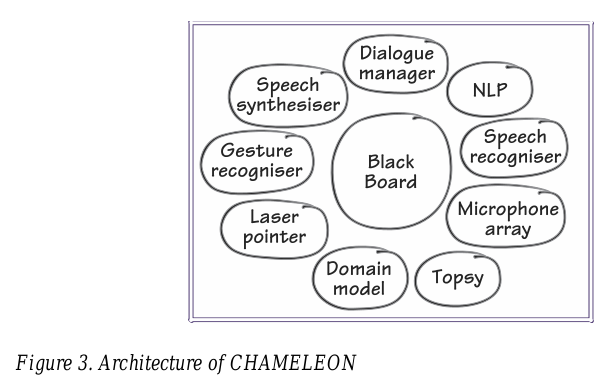 Dialogue
manager
Speech
synthesiser
NLP
Gesture
recogniser
Black
Board
Speech
recogniser
Laser
pointer
Microphone
array
Domain
model
Topsy
Figure 3. Architecture of CHAMELEON